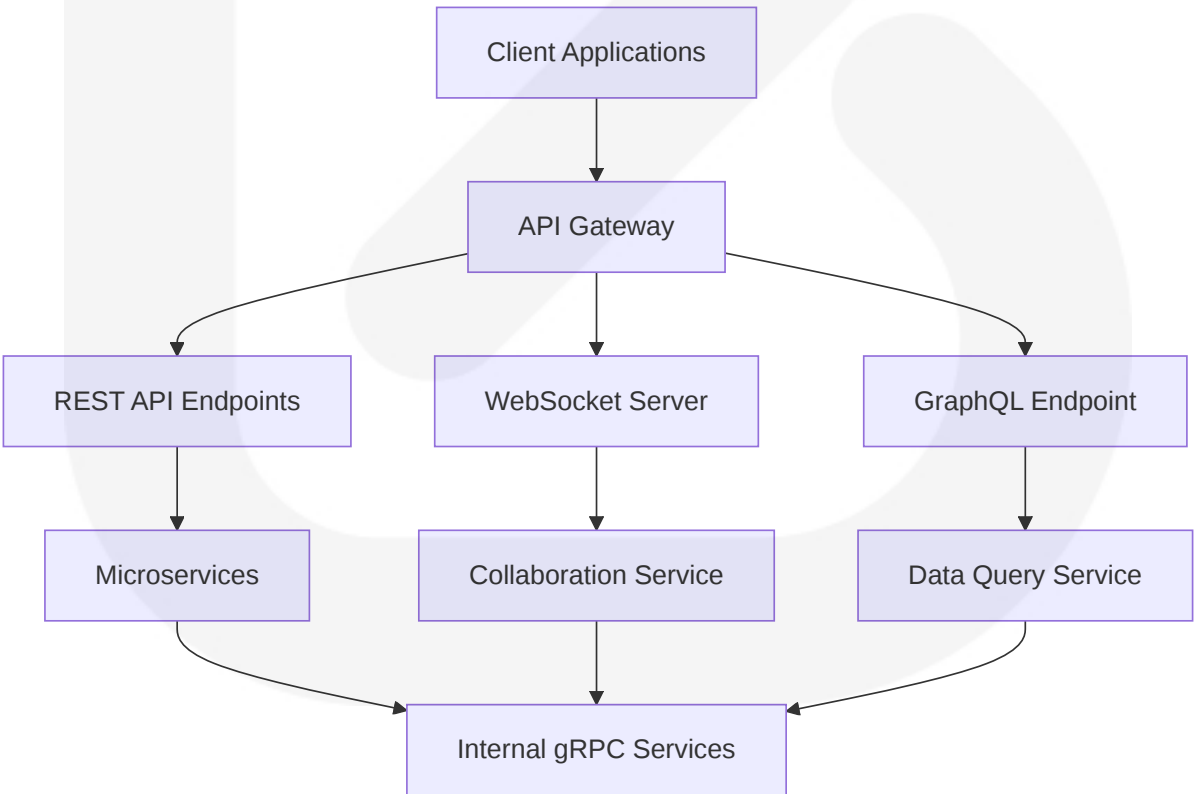 Client Applications
API Gateway
REST API Endpoints
WebSocket Server
GraphQL Endpoint
Microservices
Collaboration Service
Data Query Service
Internal gRPC Services